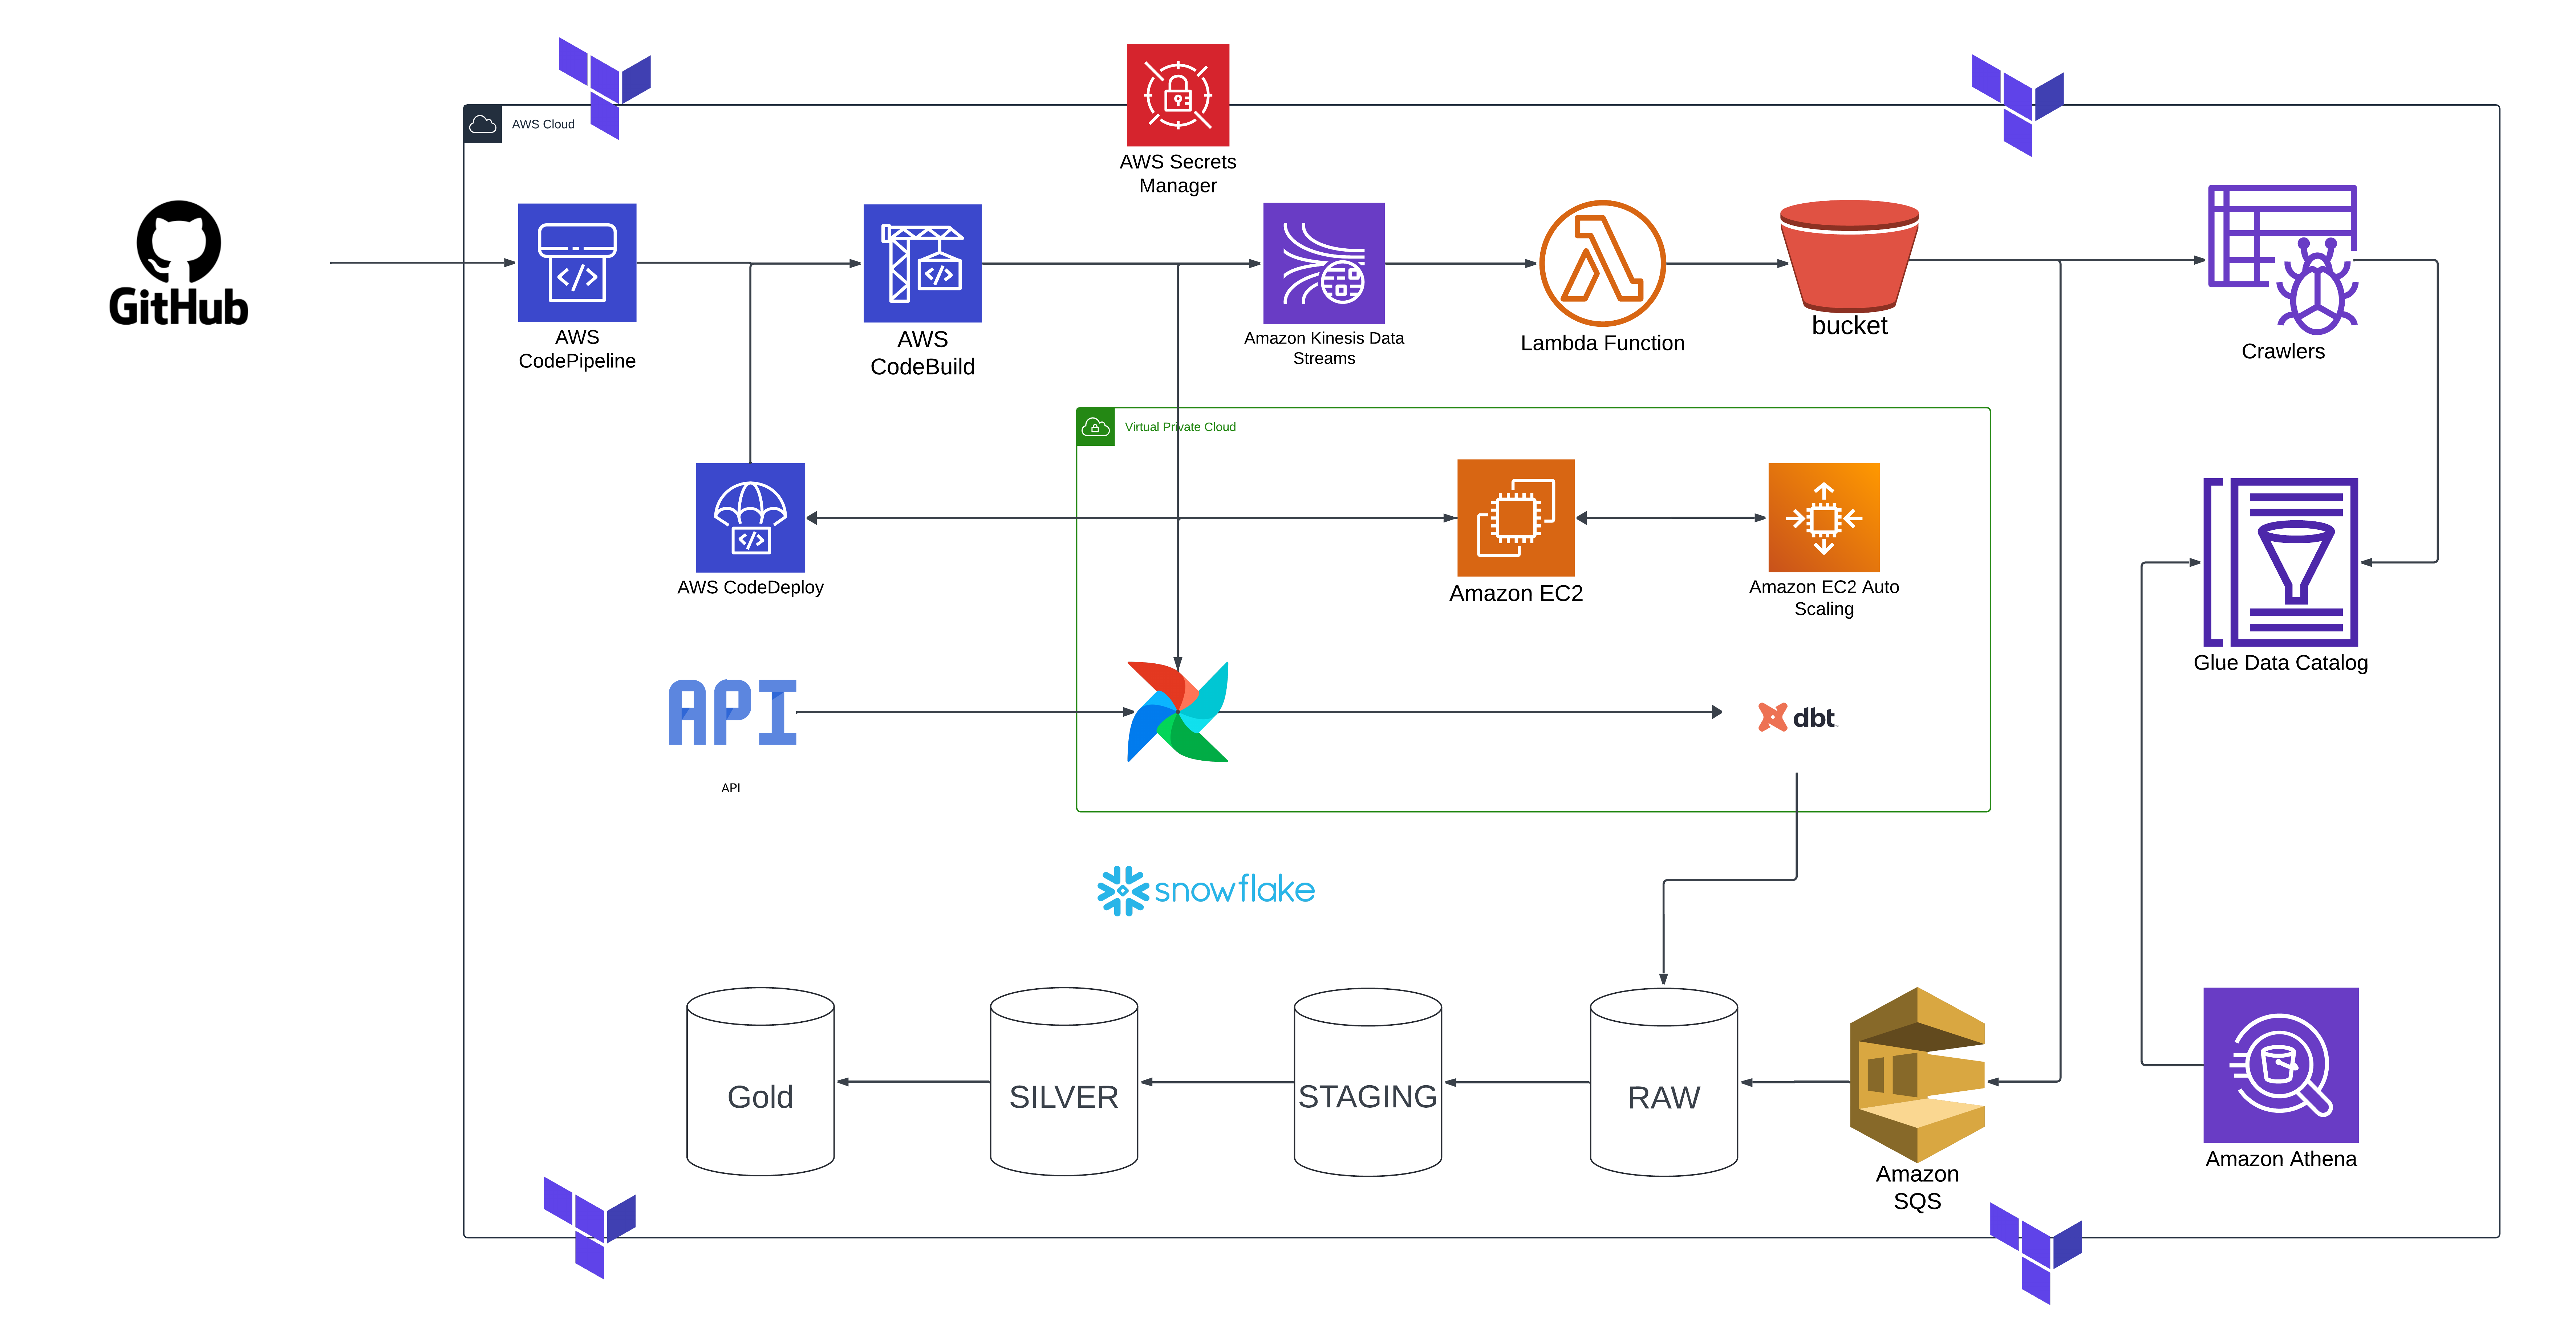 AWS Cloud
AWS Secrets
Manager
GitHub
AWS
CodePipeline
AWS
CodeBuild
Amazon Kinesis Data
Streams
Lambda Function
bucket
Crawlers
Virtual Private Cloud
AWS CodeDeploy
Amazon EC2
Amazon EC2 Auto
Scaling
Glue Data Catalog
API
API
dbt
snowflake
Gold
SILVER
STAGING
RAW
Amazon
SQS
Amazon Athena